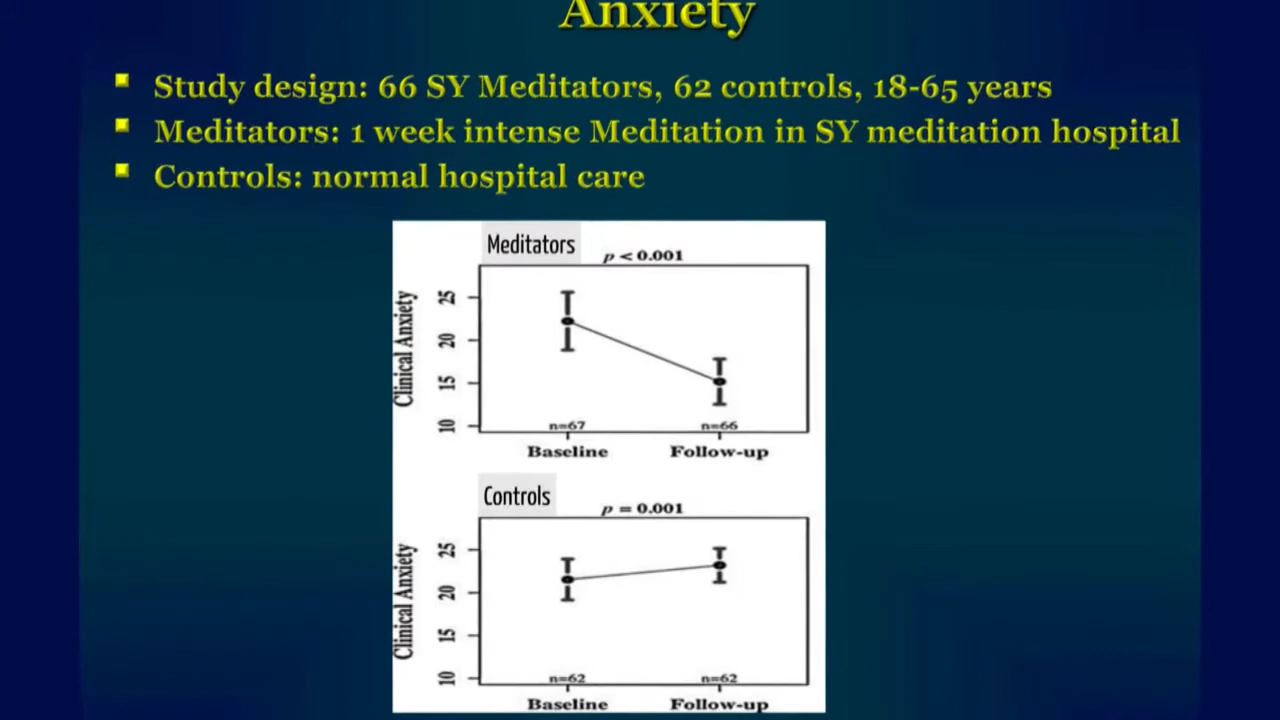 Anxiety
Study design: 66 SY Meditators, 62 controls, 18-65 years
Meditators: 1 week intense Meditation in SY meditation hospital
Controls: normal hospital care
Meditators
p < 0.001
Clinical Anxiety
25
20
15
10
n=67 n=66
Baseline Follow-up
Controls
p = 0.001
Clinical Anxiety
25
20
15
10
n=62 n=62
Baseline Follow-up